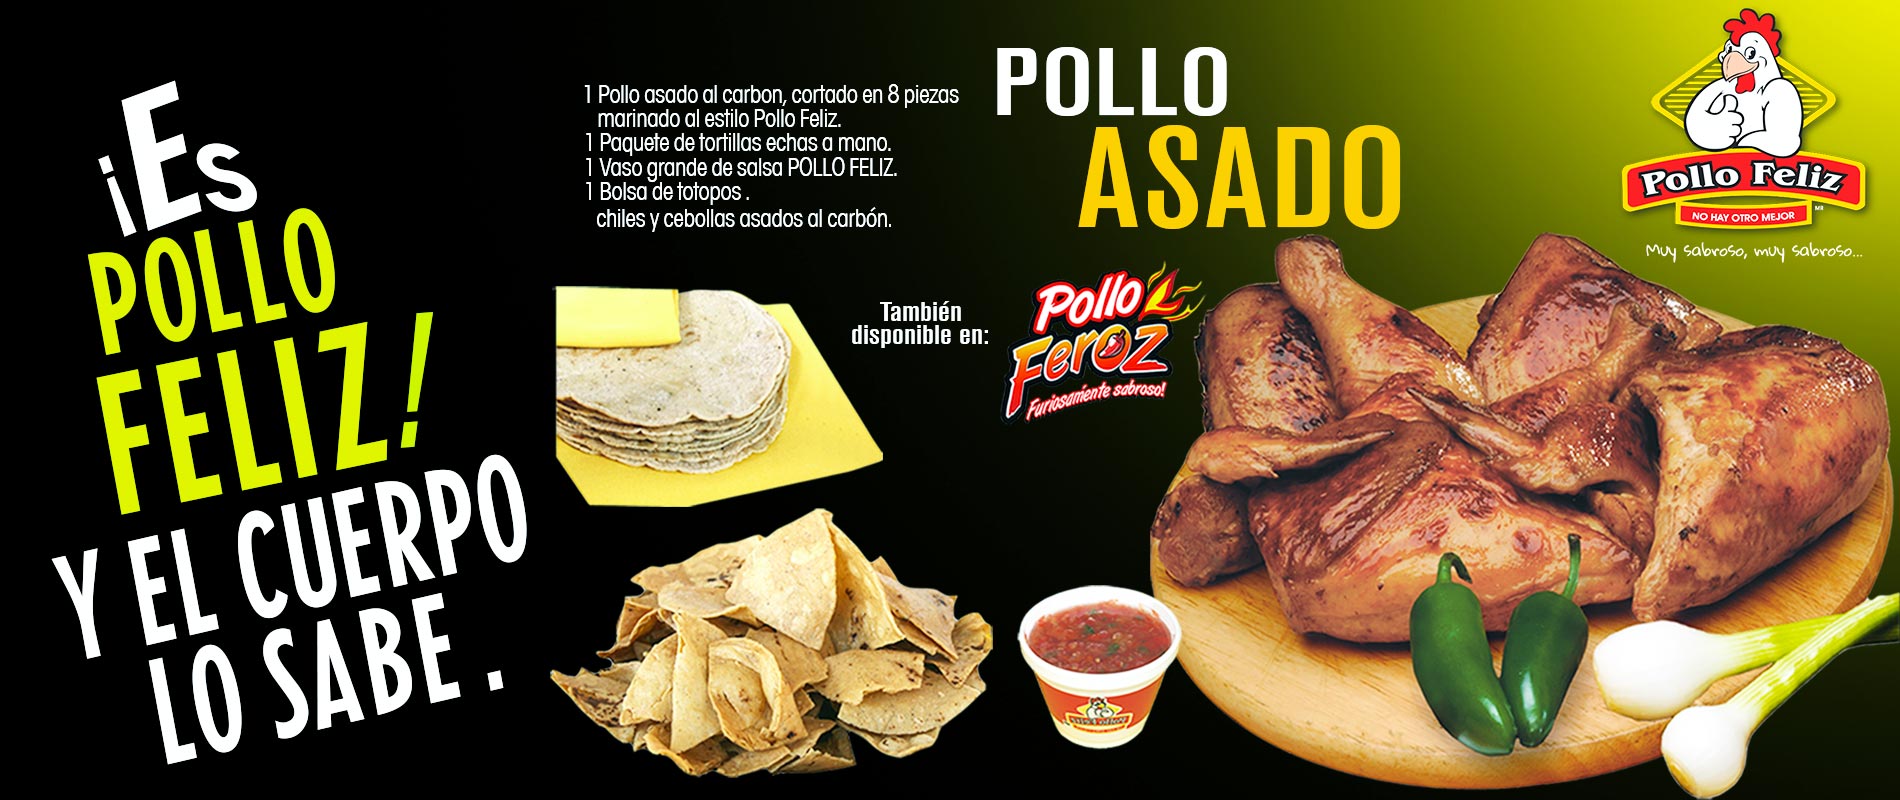 ¡Es
POLLO
FELIZ!
Y EL CUERPO
LO SABE .
1 Pollo asado al carbon, cortado en 8 piezas
marinado al estilo Pollo Feliz.
1 Paquete de tortillas echas a mano.
1 Vaso grande de salsa POLLO FELIZ.
1 Bolsa de totopos .
chiles y cebollas asados al carbón.
POLLO
ASADO
También
disponible en:
Pollo
Feroz
Furiosamente sabroso!
Pollo Feliz
NO HAY OTRO MEJOR
MR
Muy sabroso, muy sabroso...